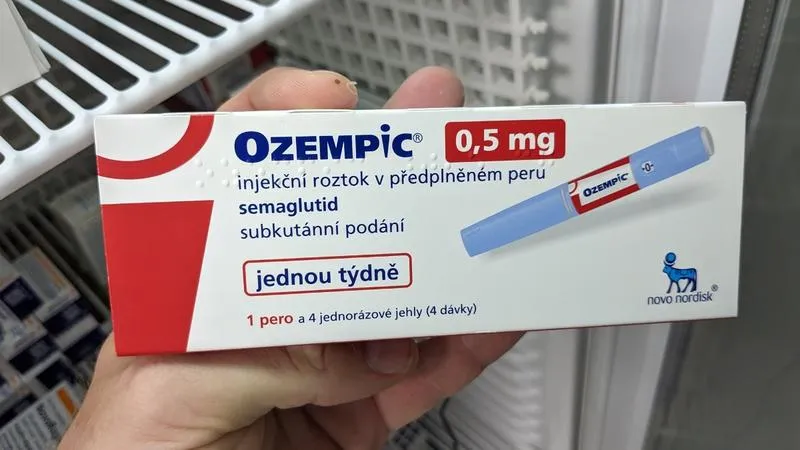 OZEMPIC® 0,5 mg
injekční roztok v předplněném peru
semaglutid
subkutánní podání
jednou týdně
1 pero a 4 jednorázové jehly (4 dávky)
OZEMPIC®
-0-
novo nordisk®